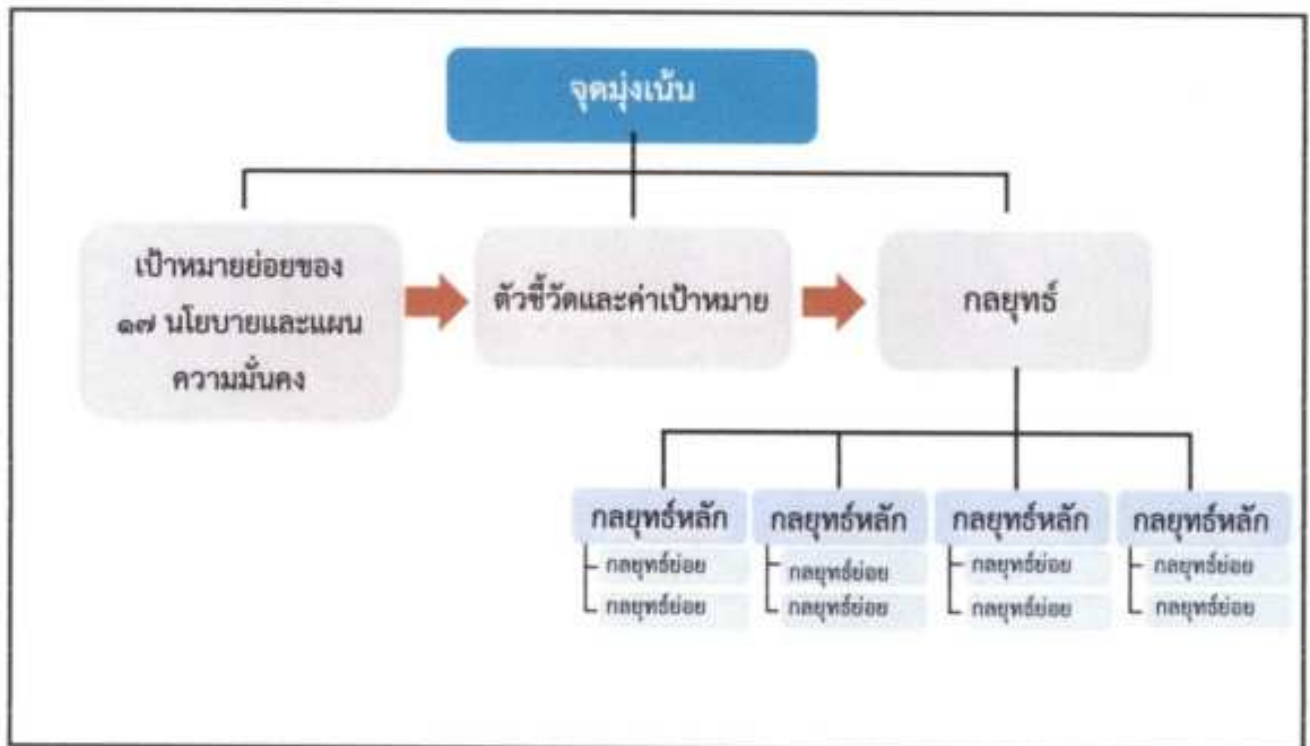 จุดมุ่งเน้น
เป้าหมายย่อยของ
๑๗ นโยบายและแผน
ความมั่นคง
ตัวชี้วัดและค่าเป้าหมาย
กลยุทธ์
กลยุทธ์หลัก
กลยุทธ์ย่อย
กลยุทธ์ย่อย
กลยุทธ์หลัก
กลยุทธ์ย่อย
กลยุทธ์ย่อย
กลยุทธ์หลัก
กลยุทธ์ย่อย
กลยุทธ์ย่อย
กลยุทธ์หลัก
กลยุทธ์ย่อย
กลยุทธ์ย่อย